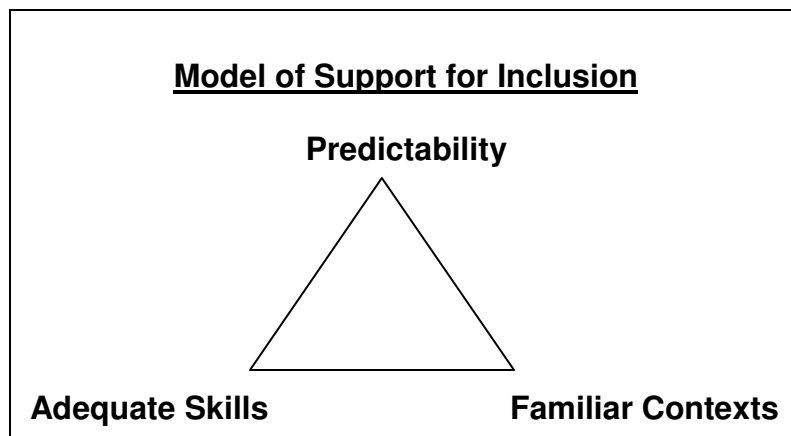 Model of Support for Inclusion
Predictability
Adequate Skills Familiar Contexts